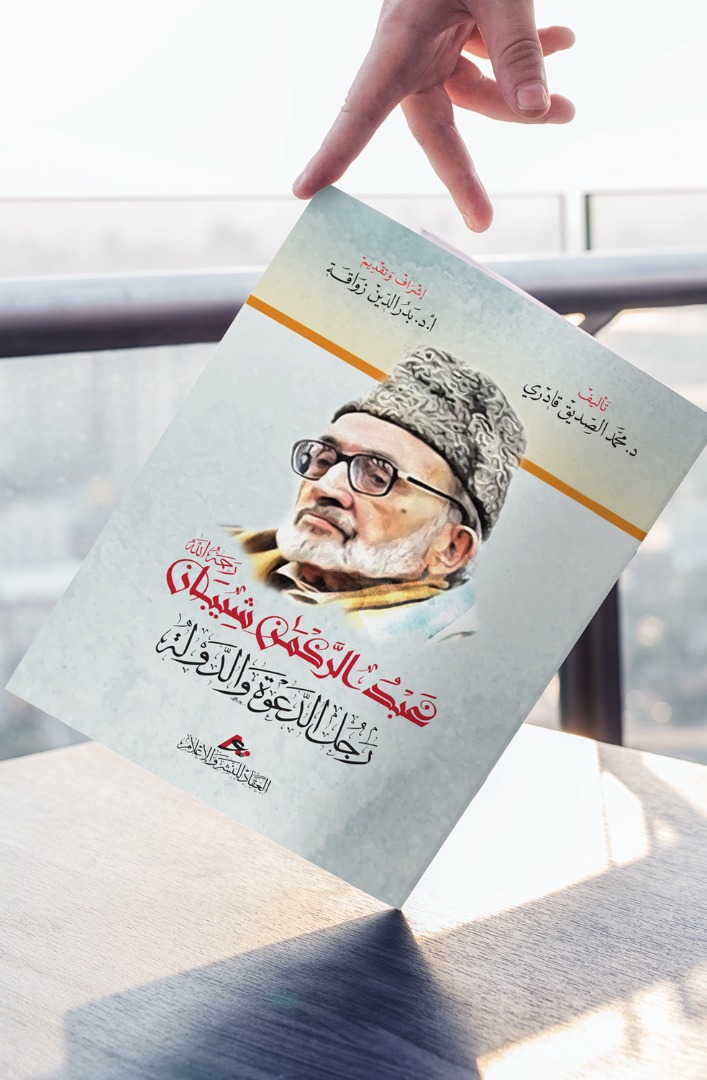 إشراف وتقديم
أ.د. بدر الدين زواقة
تأليف
د. محمد الصديق قادري
رحمه الله
عبد الرحمن شيبان
رجل الدعوة والدولة
العقاد للنشر والإعلام